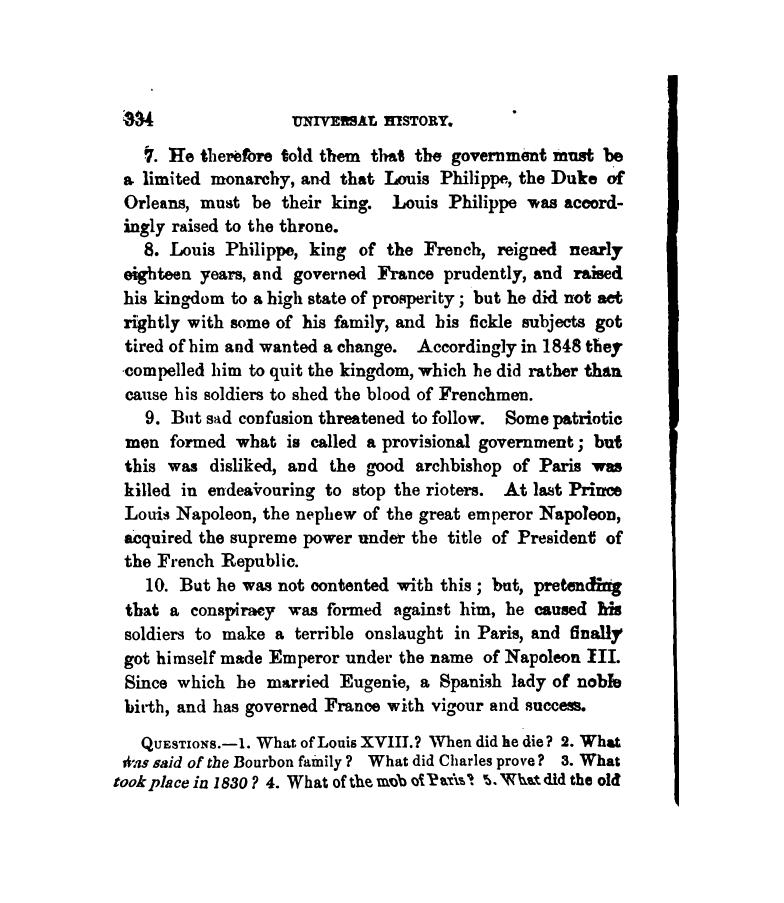 334 UNIVERSAL HISTORY.
7. He therefore told them that the government must be
a limited monarchy, and that Louis Philippe, the Duke of
Orleans, must be their king. Louis Philippe was accord-
ingly raised to the throne.
8. Louis Philippe, king of the French, reigned nearly
eighteen years, and governed France prudently, and raised
his kingdom to a high state of prosperity; but he did not act
rightly with some of his family, and his fickle subjects got
tired of him and wanted a change. Accordingly in 1848 they
compelled him to quit the kingdom, which he did rather than
cause his soldiers to shed the blood of Frenchmen.
9. But sad confusion threatened to follow. Some patriotic
men formed what is called a provisional government; but
this was disliked, and the good archbishop of Paris was
killed in endeavouring to stop the rioters. At last Prince
Louis Napoleon, the nephew of the great emperor Napoleon,
acquired the supreme power under the title of President of
the French Republic.
10. But he was not contented with this; but, pretending
that a conspiracy was formed against him, he caused his
soldiers to make a terrible onslaught in Paris, and finally
got himself made Emperor under the name of Napoleon III.
Since which he married Eugenie, a Spanish lady of noble
birth, and has governed France with vigour and success.
QUESTIONS.—1. What of Louis XVIII.? When did he die? 2. What
was said of the Bourbon family? What did Charles prove? 3. What
took place in 1830? 4. What of the mob of Paris? 5. What did the old